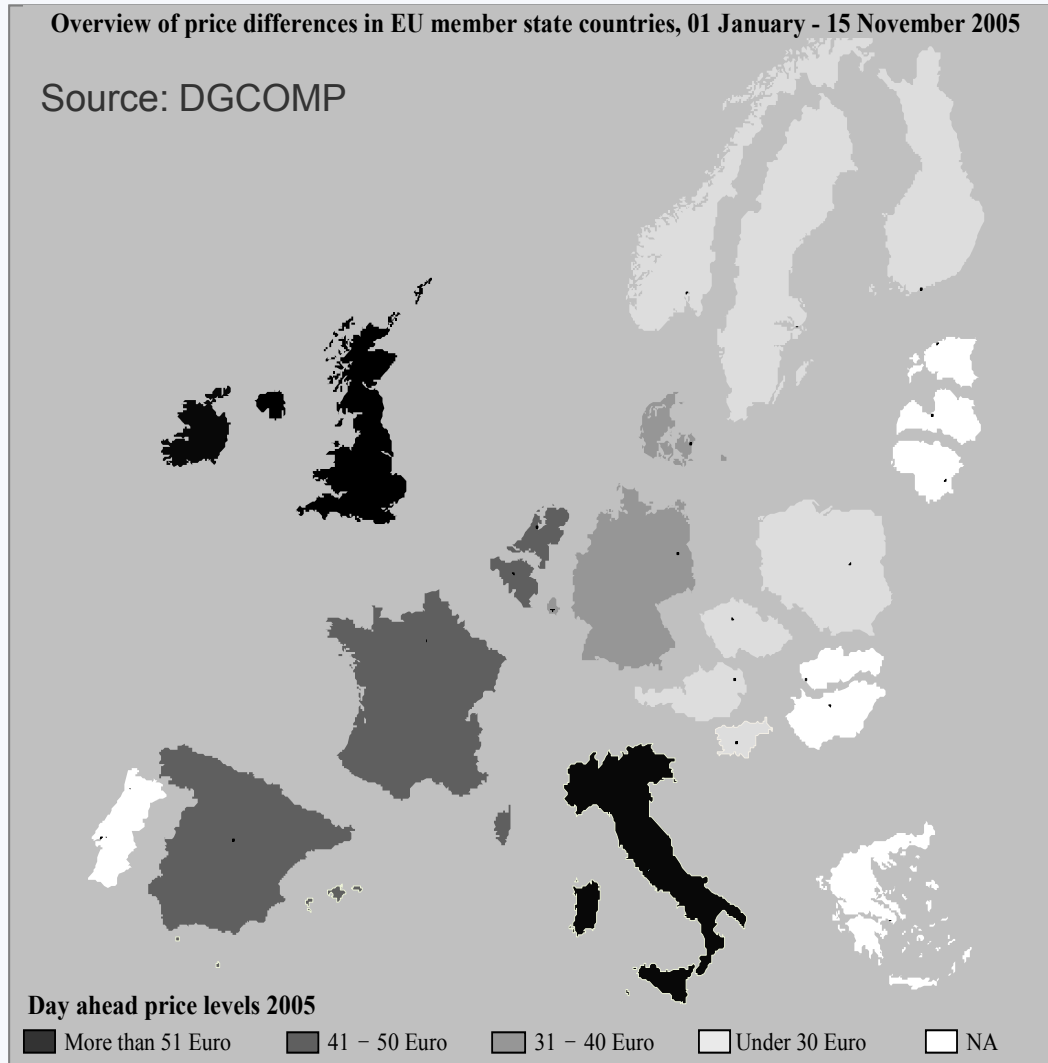 Overview of price differences in EU member state countries, 01 January - 15 November 2005
Source: DGCOMP
Day ahead price levels 2005
More than 51 Euro 41 – 50 Euro 31 – 40 Euro Under 30 Euro NA